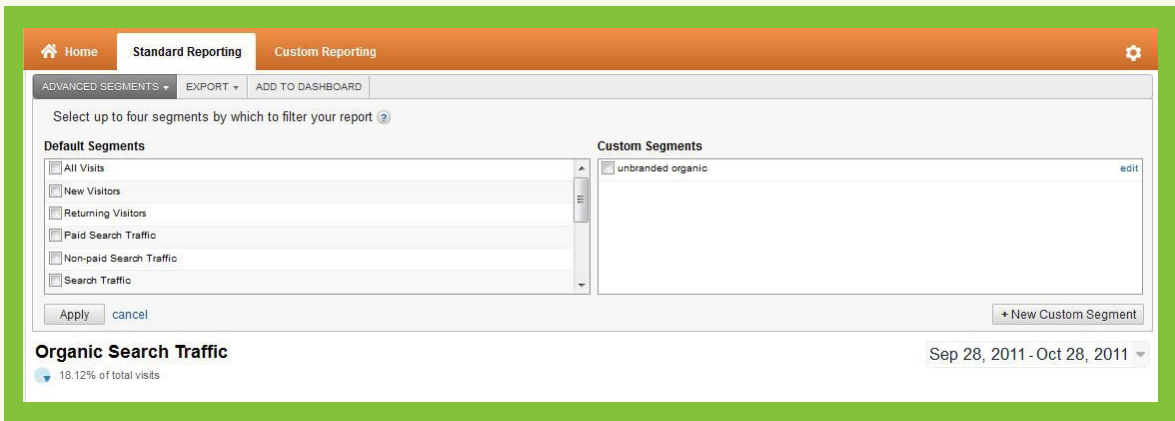 Home Standard Reporting Custom Reporting
ADVANCED SEGMENTS EXPORT ADD TO DASHBOARD
Select up to four segments by which to filter your report ?
Default Segments Custom Segments
All Visits unbranded organic edit
New Visitors
Returning Visitors
Paid Search Traffic
Non-paid Search Traffic
Search Traffic
Apply cancel + New Custom Segment
Organic Search Traffic Sep 28, 2011 - Oct 28, 2011
18.12% of total visits